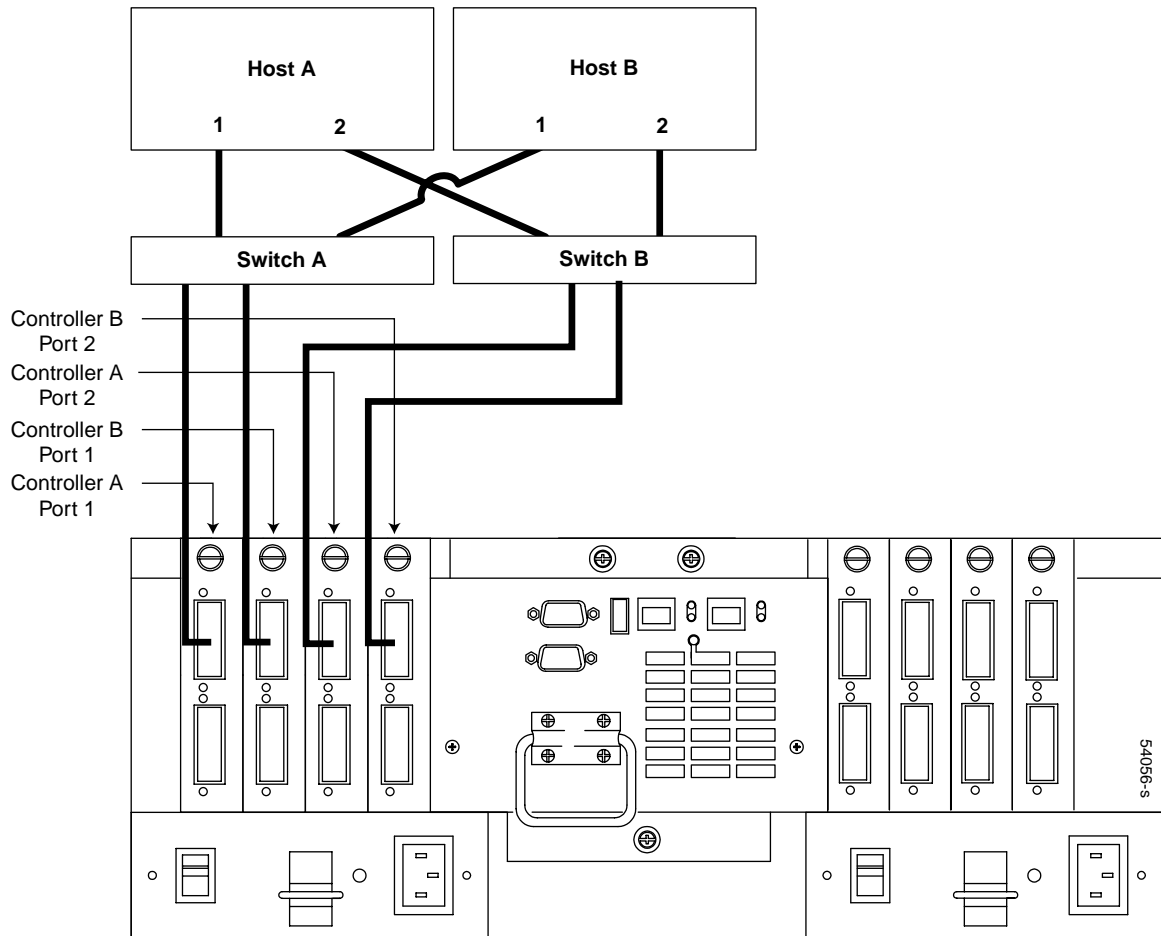 Host A
Host B
1
2
1
2
Switch A
Switch B
Controller B
Port 2
Controller A
Port 2
Controller B
Port 1
Controller A
Port 1
54056-s